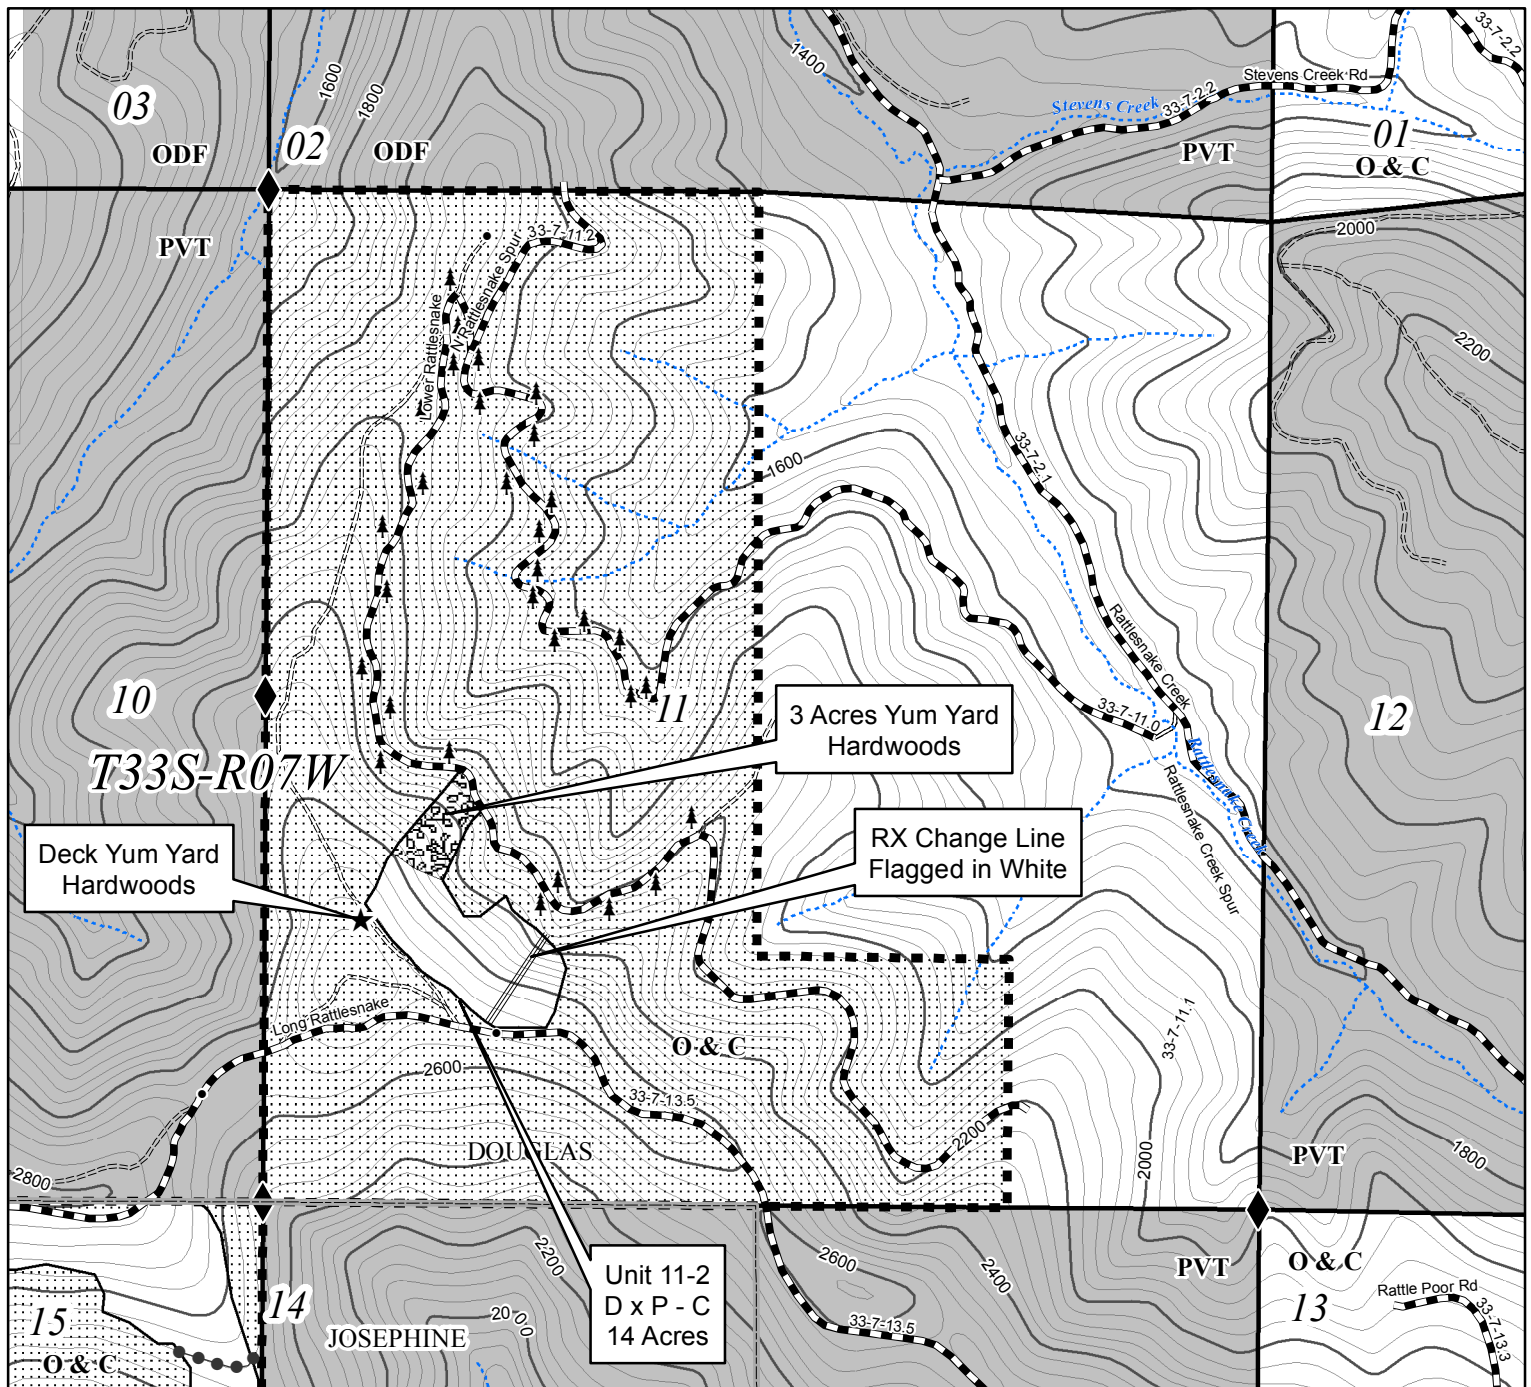 1400
33-7-2.2
Stevens Creek Rd
1600
1800
Stevens Creek
33-7-2.2
03
02
01
ODF
ODF
PVT
O & C
PVT
33-7-11.2
2000
Lower Rattlesnake
N Rattlesnake Spur
2200
1600
33-7-2.1
Rattlesnake Creek
10
11
33-7-11.0
12
3 Acres Yum Yard
Hardwoods
T33S-R07W
Rattlesnake Creek
Rattlesnake Creek Spur
Deck Yum Yard
Hardwoods
RX Change Line
Flagged in White
Long Rattlesnake
33-7-11.1
O & C
2600
33-7-13.5
2200
2000
DOUGLAS
PVT
1800
2800
2200
2600
2400
PVT
O & C
Unit 11-2
D x P - C
14 Acres
15
14
13
Rattle Poor Rd
2000
33-7-13.5
33-7-13.3
JOSEPHINE
O & C